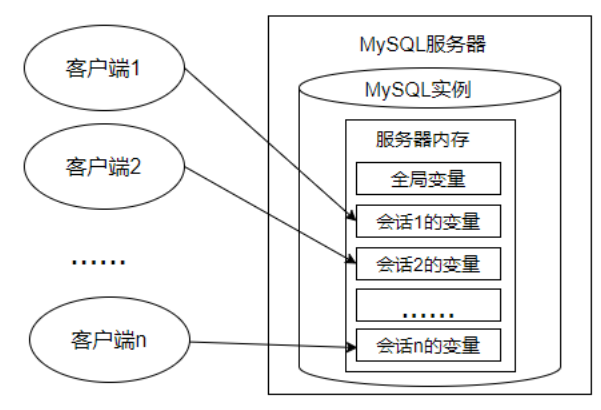 MySQL服务器
MySQL实例
服务器内存
全局变量
客户端1
会话1的变量
客户端2
会话2的变量
......
......
客户端n
会话n的变量